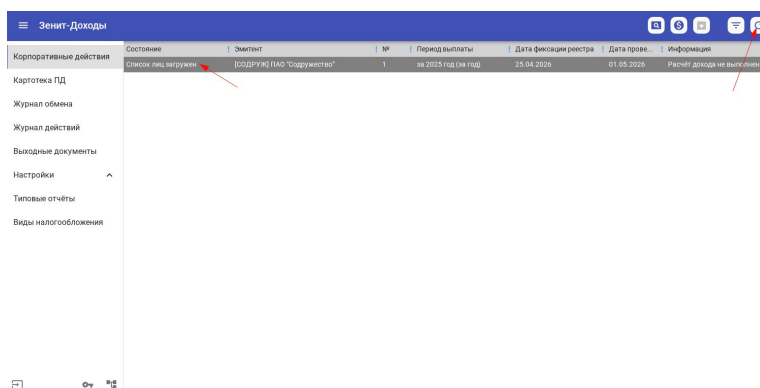 Зенит-Доходы
Корпоративные действия
Картотека ПД
Журнал обмена
Журнал действий
Выходные документы
Настройки
Типовые отчёты
Виды налогообложения
Состояние Эмитент № Период выплаты Дата фиксации реестра Дата прове... Информация
Список лиц загружен [СОДРУЖ] ПАО "Содружество" 1 за 2025 год (за год) 25.04.2026 01.05.2026 Расчёт дохода не выполнен